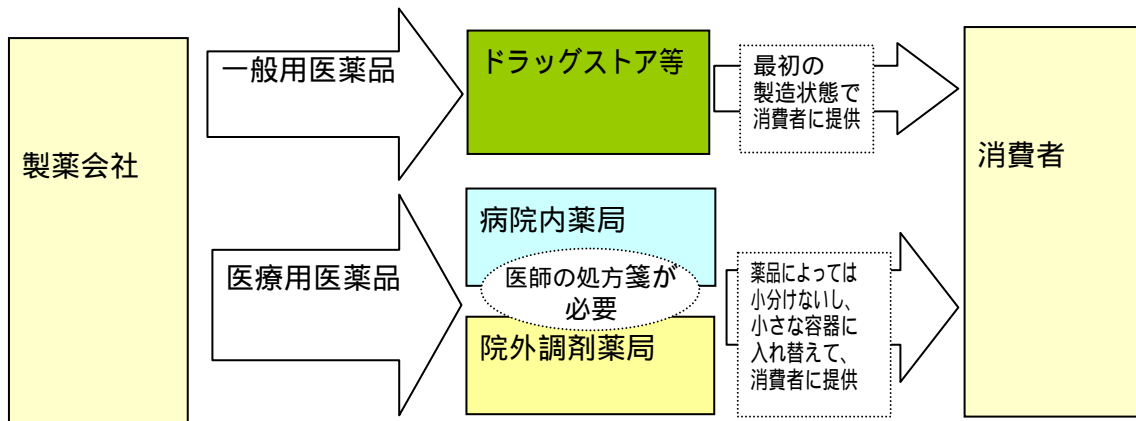 製薬会社
一般用医薬品
ドラッグストア等
最初の
製造状態で
消費者に提供
消費者
医療用医薬品
病院内薬局
医師の処方箋が
必要
院外調剤薬局
薬品によっては
小分けないし、
小さな容器に
入れ替えて、
消費者に提供